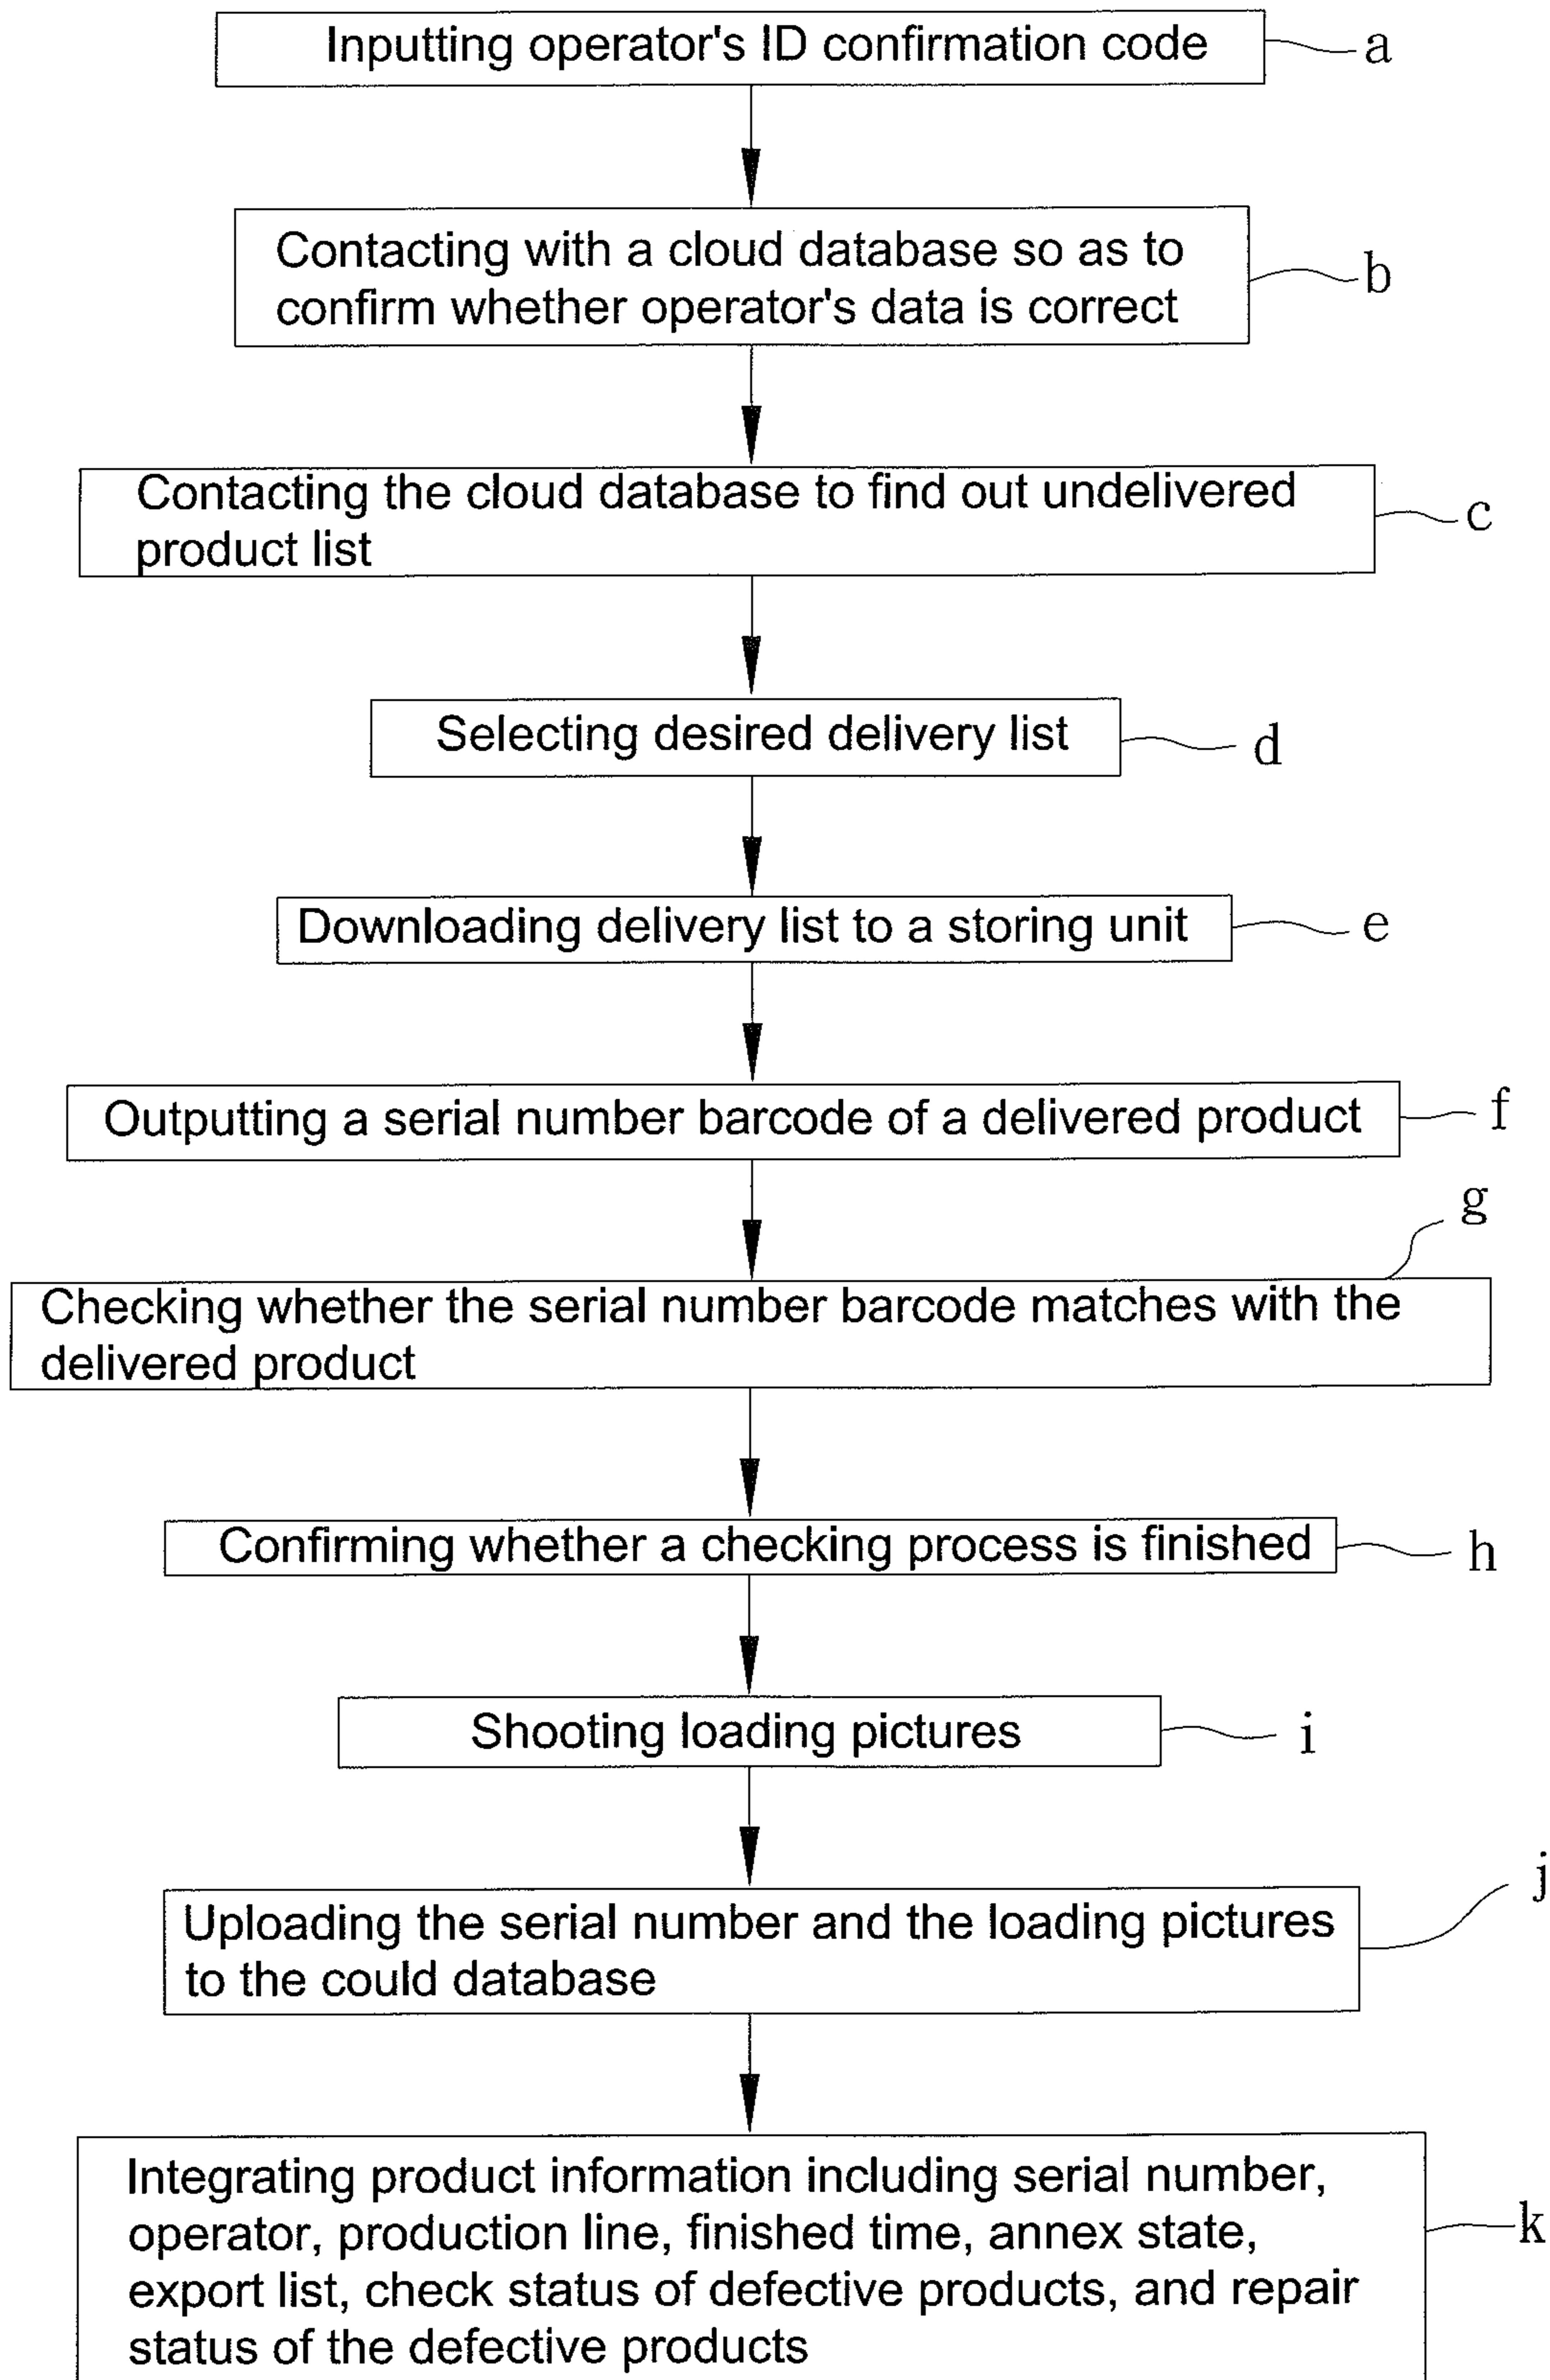 Inputting operator's ID confirmation code
a
Contacting with a cloud database so as to
confirm whether operator's data is correct
b
Contacting the cloud database to find out undelivered
product list
c
Selecting desired delivery list
d
Downloading delivery list to a storing unit
e
Outputting a serial number barcode of a delivered product
f
g
Checking whether the serial number barcode matches with the
delivered product
Confirming whether a checking process is finished
h
Shooting loading pictures
i
j
Uploading the serial number and the loading pictures
to the could database
Integrating product information including serial number,
operator, production line, finished time, annex state,
export list, check status of defective products, and repair
status of the defective products
k